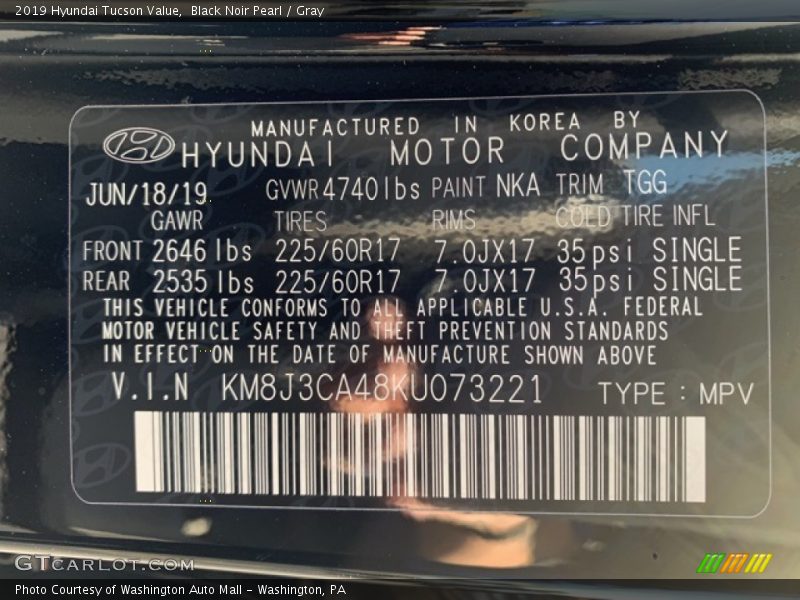 2019 Hyundai Tucson Value, Black Noir Pearl / Gray
MANUFACTURED IN KOREA BY
HYUNDAI MOTOR COMPANY
JUN/18/19 GVWR 4740 lbs PAINT NKA TRIM TGG
GAWR TIRES RIMS COLD TIRE INFL
FRONT 2646 lbs 225/60R17 7.0JX17 35psi SINGLE
REAR 2535 lbs 225/60R17 7.0JX17 35psi SINGLE
THIS VEHICLE CONFORMS TO ALL APPLICABLE U.S.A. FEDERAL
MOTOR VEHICLE SAFETY AND THEFT PREVENTION STANDARDS
IN EFFECT ON THE DATE OF MANUFACTURE SHOWN ABOVE
V.I.N KM8J3CA48KU073221 TYPE : MPV
GTCARLOT.COM
Photo Courtesy of Washington Auto Mall - Washington, PA